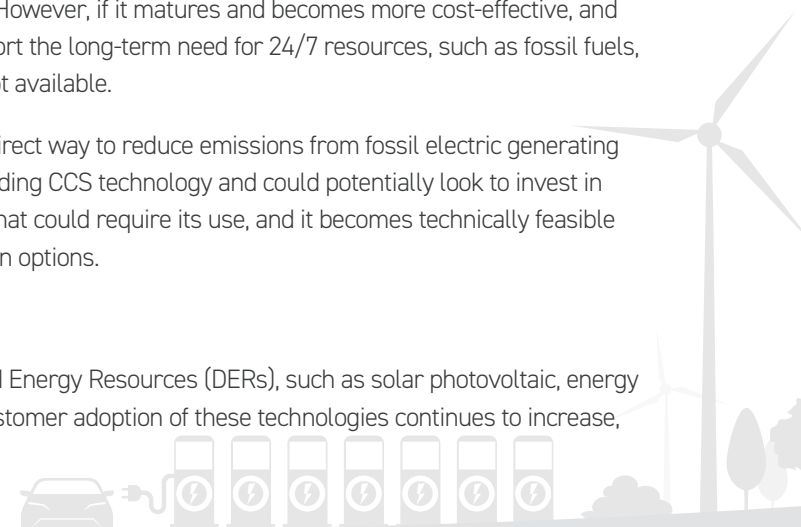 However, if it matures and becomes more cost-effective, and
ort the long-term need for 24/7 resources, such as fossil fuels,
t available.
irect way to reduce emissions from fossil electric generating
ding CCS technology and could potentially look to invest in
hat could require its use, and it becomes technically feasible
n options.
Energy Resources (DERs), such as solar photovoltaic, energy
stomer adoption of these technologies continues to increase,